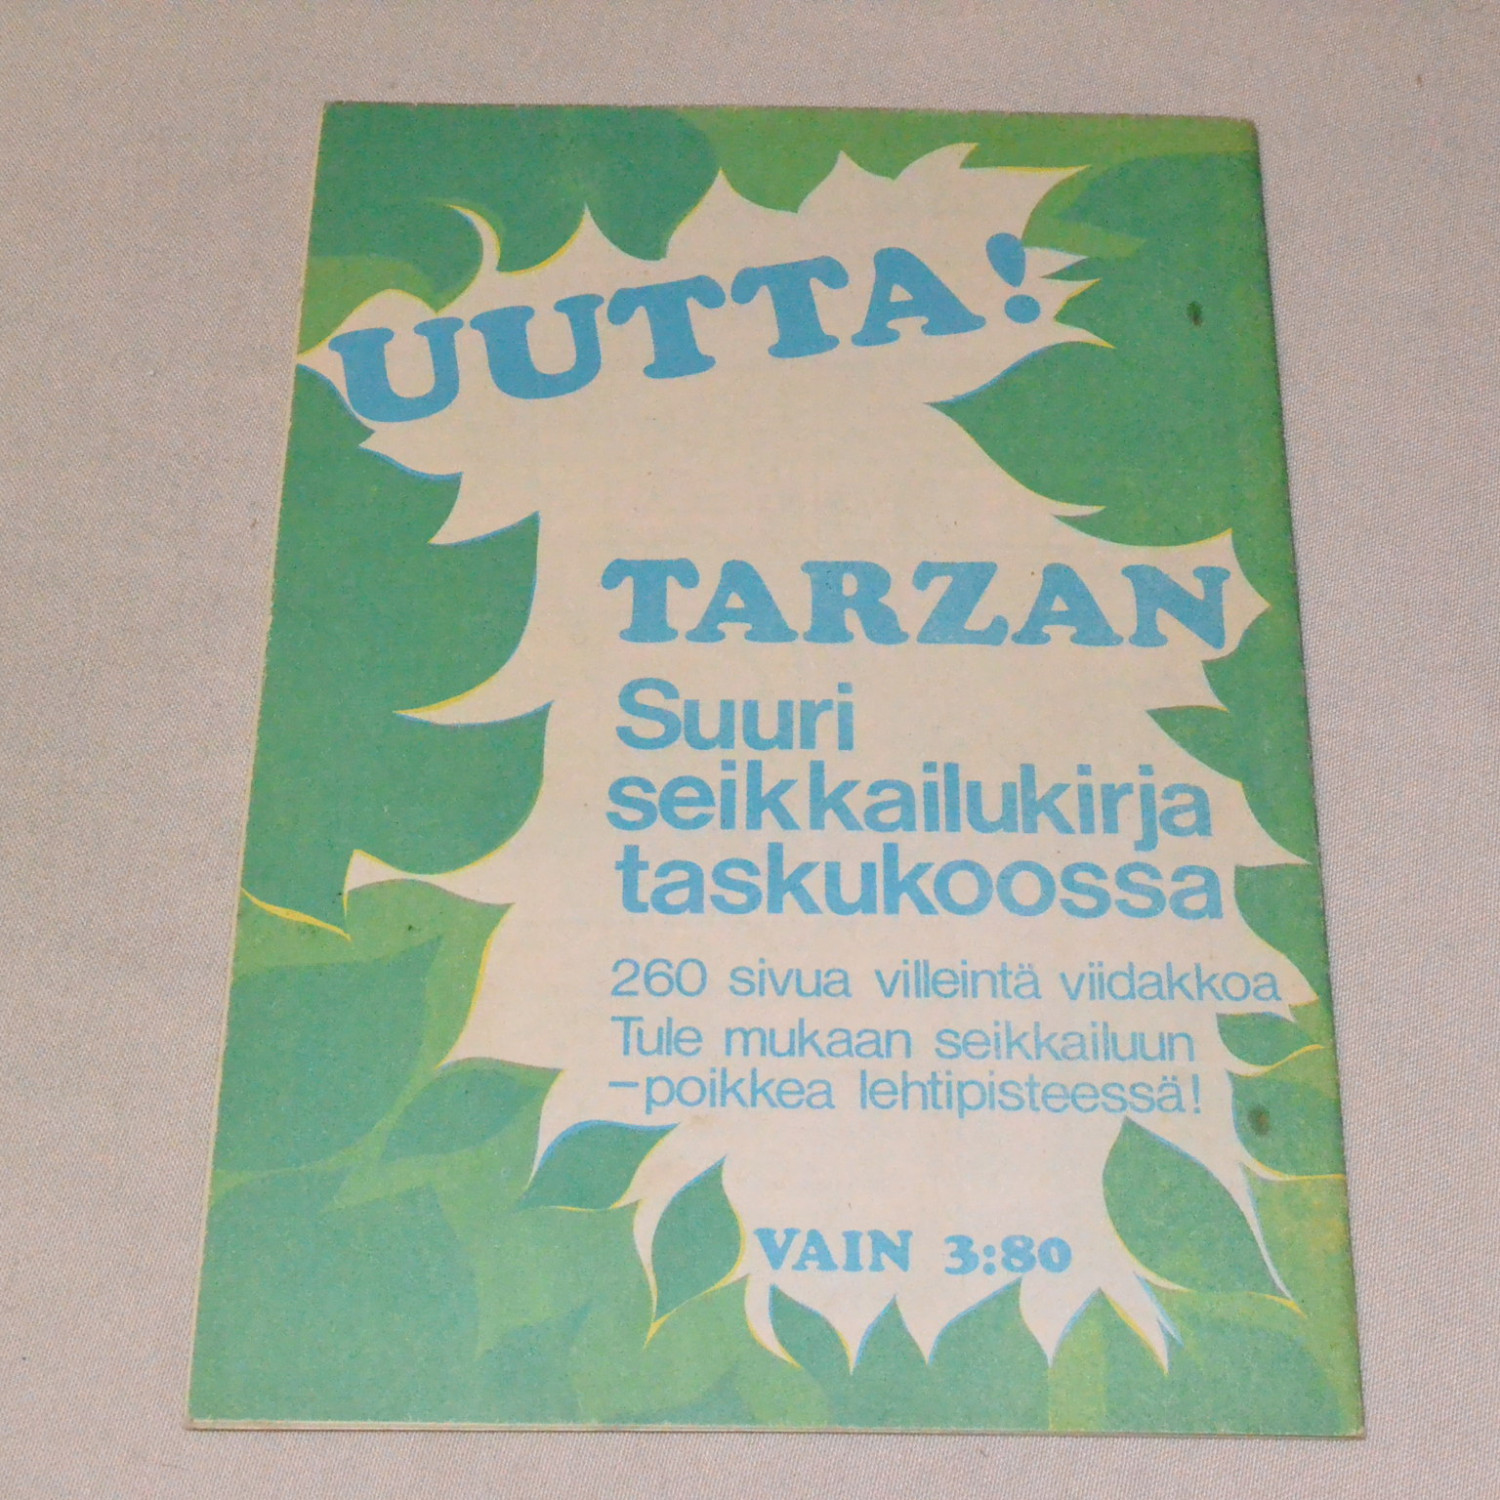 UUTTA!
TARZAN
Suuri
seikkailukirja
taskukoossa
260 sivua villeintä viidakkoa
Tule mukaan seikkailuun
–poikkea lehtipisteessä!
VAIN 3:80